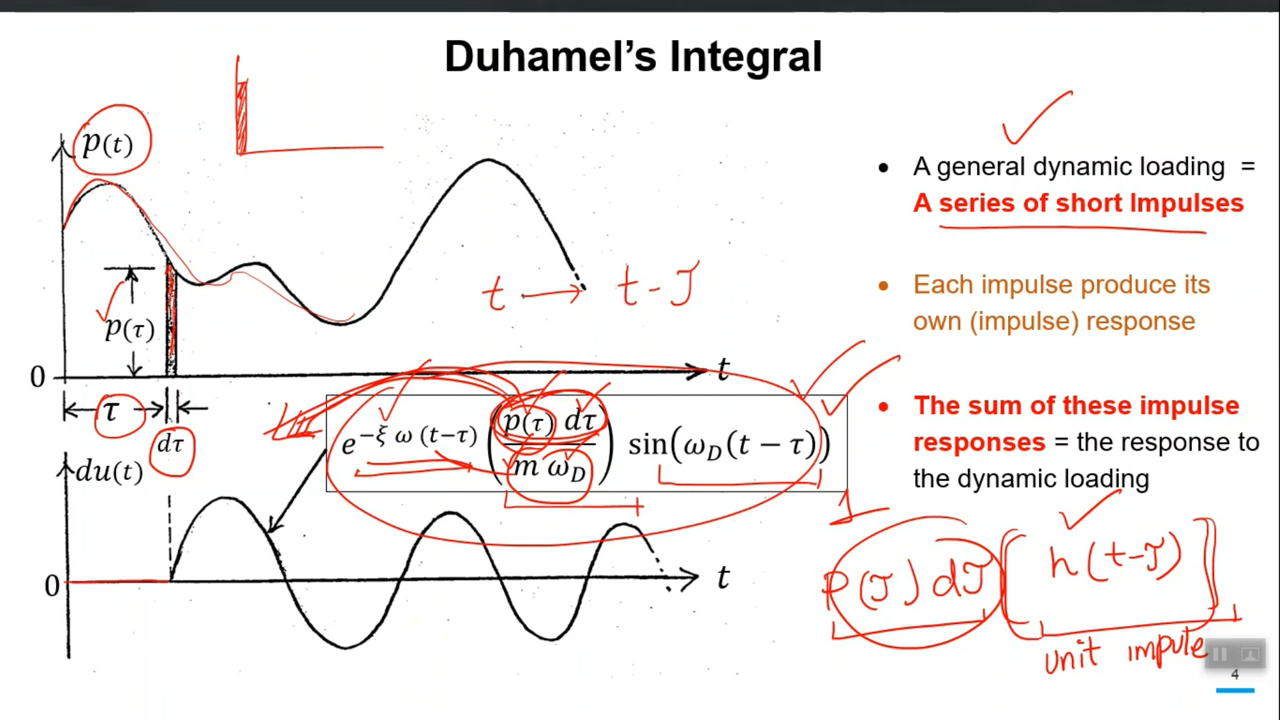 Duhamel's Integral
p(t)
p(τ)
t → t - τ
0
t
τ
dτ
e^{-ξ ω (t-τ)} (p(τ) dτ / m ω_D) sin(ω_D(t - τ))
du(t)
0
t
• A general dynamic loading =
A series of short Impulses
• Each impulse produce its
own (impulse) response
• The sum of these impulse
responses = the response to
the dynamic loading
1
P(τ) dτ [h(t-τ)]
unit impulse
4